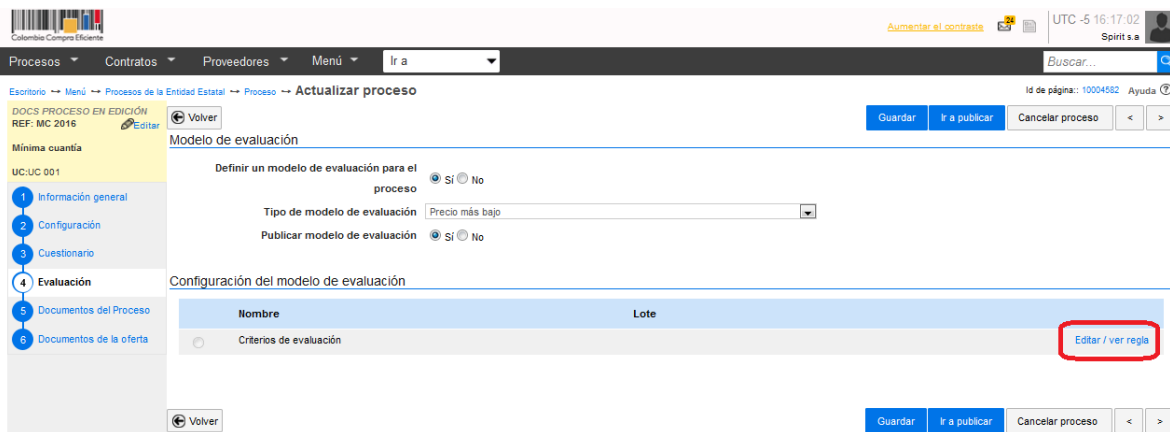 Colombia Compra Eficiente
Aumentar el contraste
24
UTC -5 16:17:02
Spirit s.a
Procesos Contratos Proveedores Menú Ir a Buscar...
Escritorio Menú Procesos de la Entidad Estatal Proceso Actualizar proceso
Id de página:: 10004582 Ayuda ?
DOCS PROCESO EN EDICIÓN
REF: MC 2016 Editar
Mínima cuantía
UC:UC 001
1 Información general
2 Configuración
3 Cuestionario
4 Evaluación
5 Documentos del Proceso
6 Documentos de la oferta
Volver Guardar Ir a publicar Cancelar proceso < >
Modelo de evaluación
Definir un modelo de evaluación para el proceso Sí No
Tipo de modelo de evaluación Precio más bajo
Publicar modelo de evaluación Sí No
Configuración del modelo de evaluación
Nombre Lote
Criterios de evaluación Editar / ver regla
Volver Guardar Ir a publicar Cancelar proceso < >